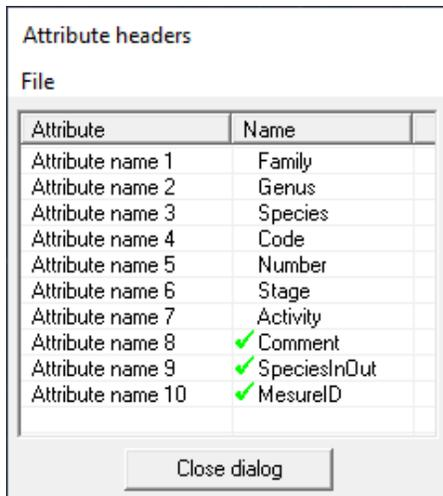 Attribute headers
File
Attribute Name
Attribute name 1 Family
Attribute name 2 Genus
Attribute name 3 Species
Attribute name 4 Code
Attribute name 5 Number
Attribute name 6 Stage
Attribute name 7 Activity
Attribute name 8 Comment
Attribute name 9 SpeciesInOut
Attribute name 10 MesureID
Close dialog